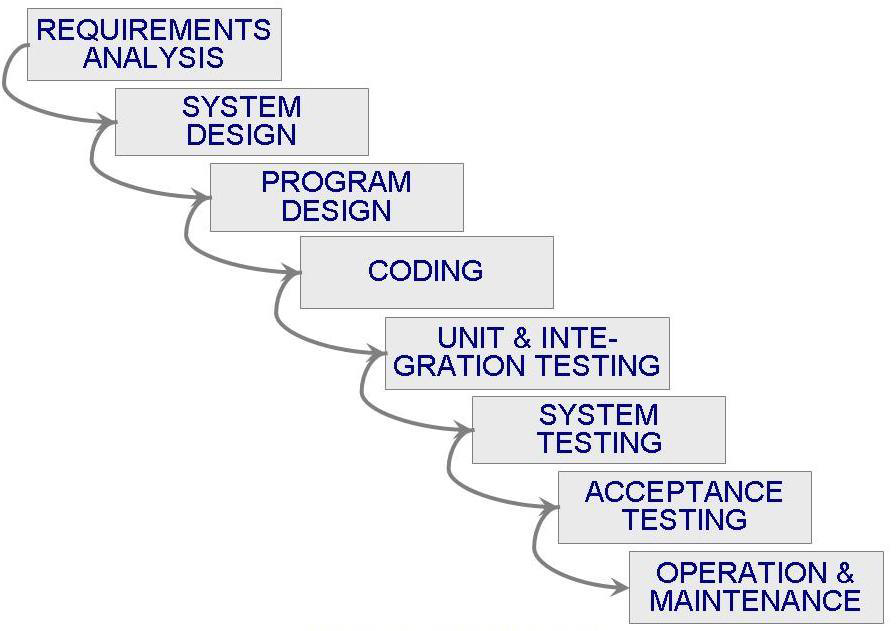 REQUIREMENTS
ANALYSIS
SYSTEM
DESIGN
PROGRAM
DESIGN
CODING
UNIT & INTE-
GRATION TESTING
SYSTEM
TESTING
ACCEPTANCE
TESTING
OPERATION &
MAINTENANCE